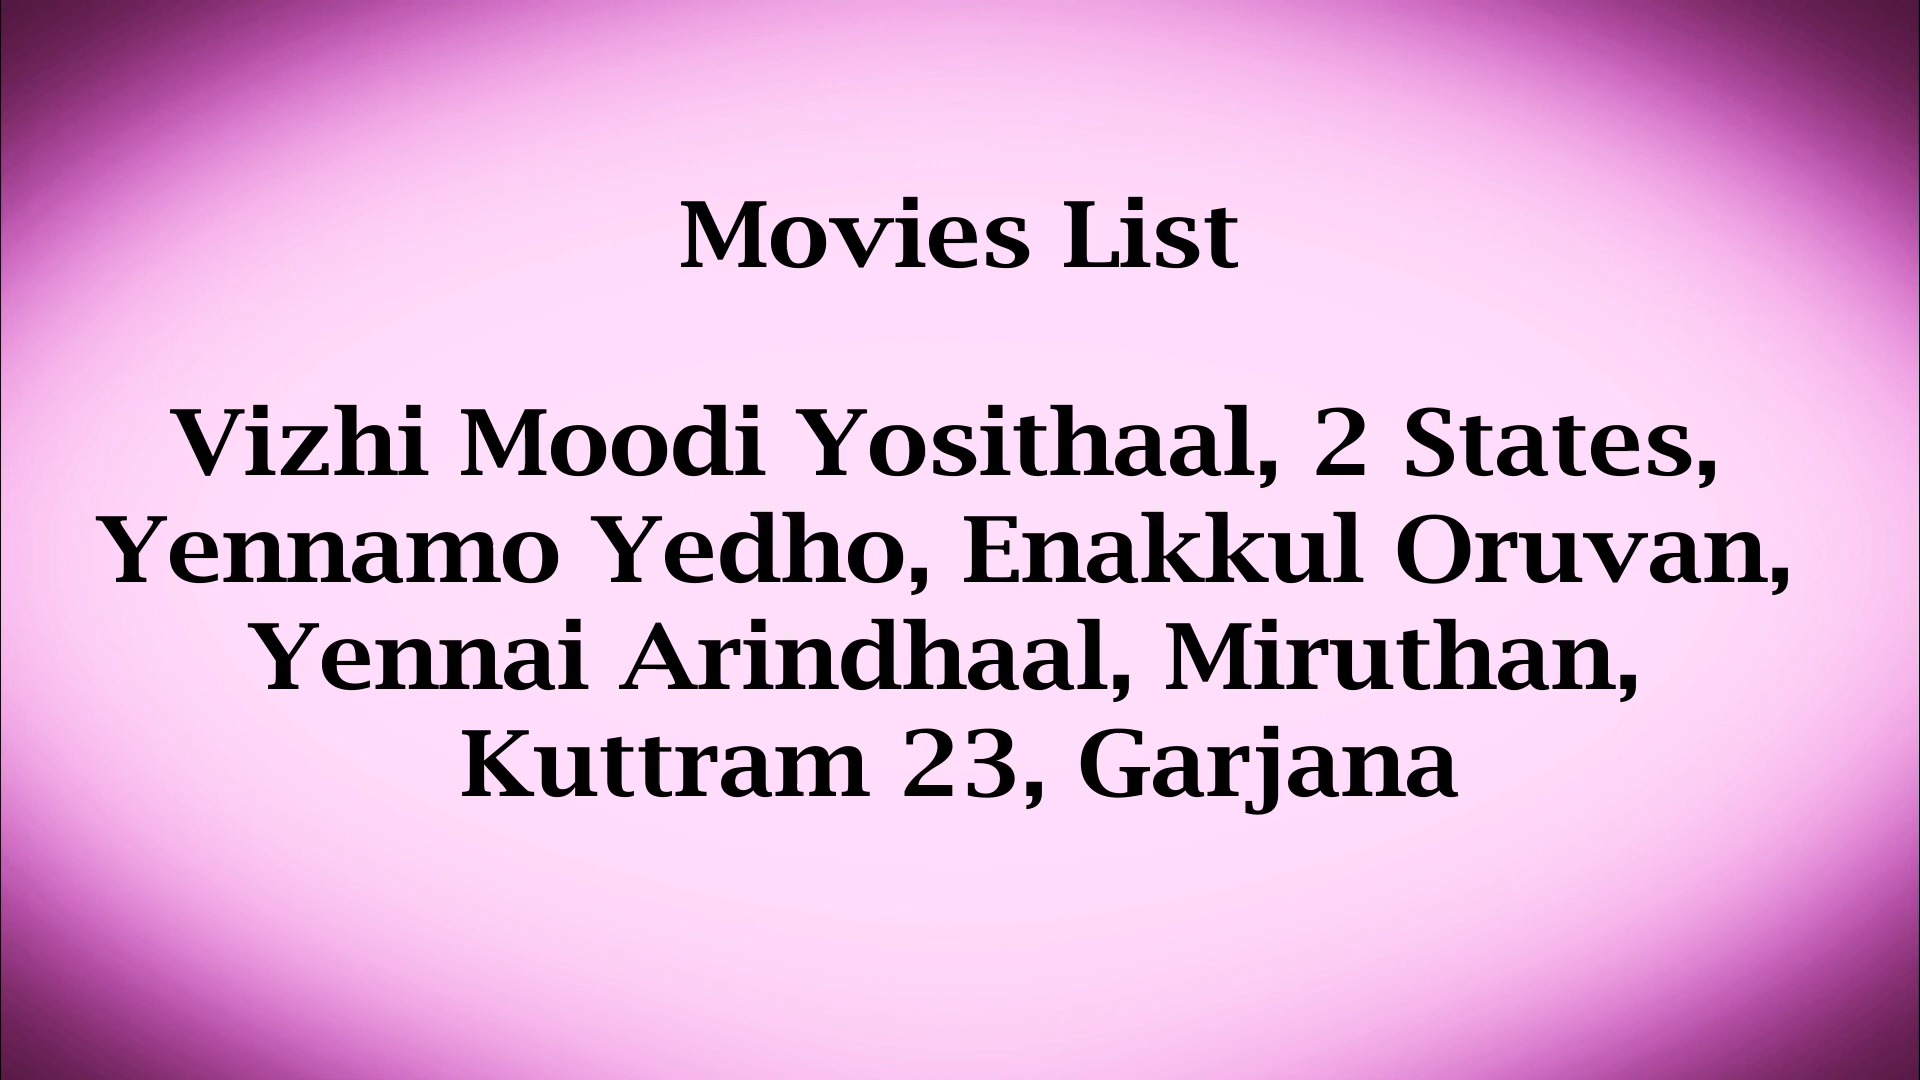 Movies List
Vizhi Moodi Yosithaal, 2 States,
Yennamo Yedho, Enakkul Oruvan,
Yennai Arindhaal, Miruthan,
Kuttram 23, Garjana